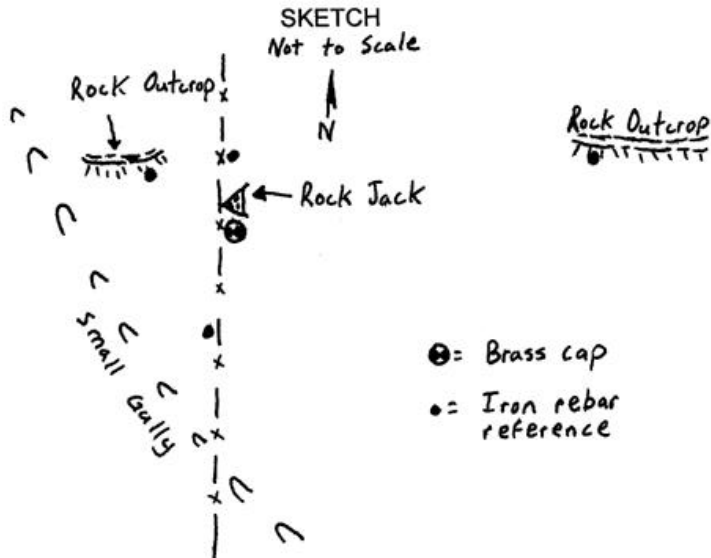 SKETCH
Not to Scale
Rock Outcrop
N
Rock Outcrop
Rock Jack
Small Gully
= Brass cap
= Iron rebar
reference